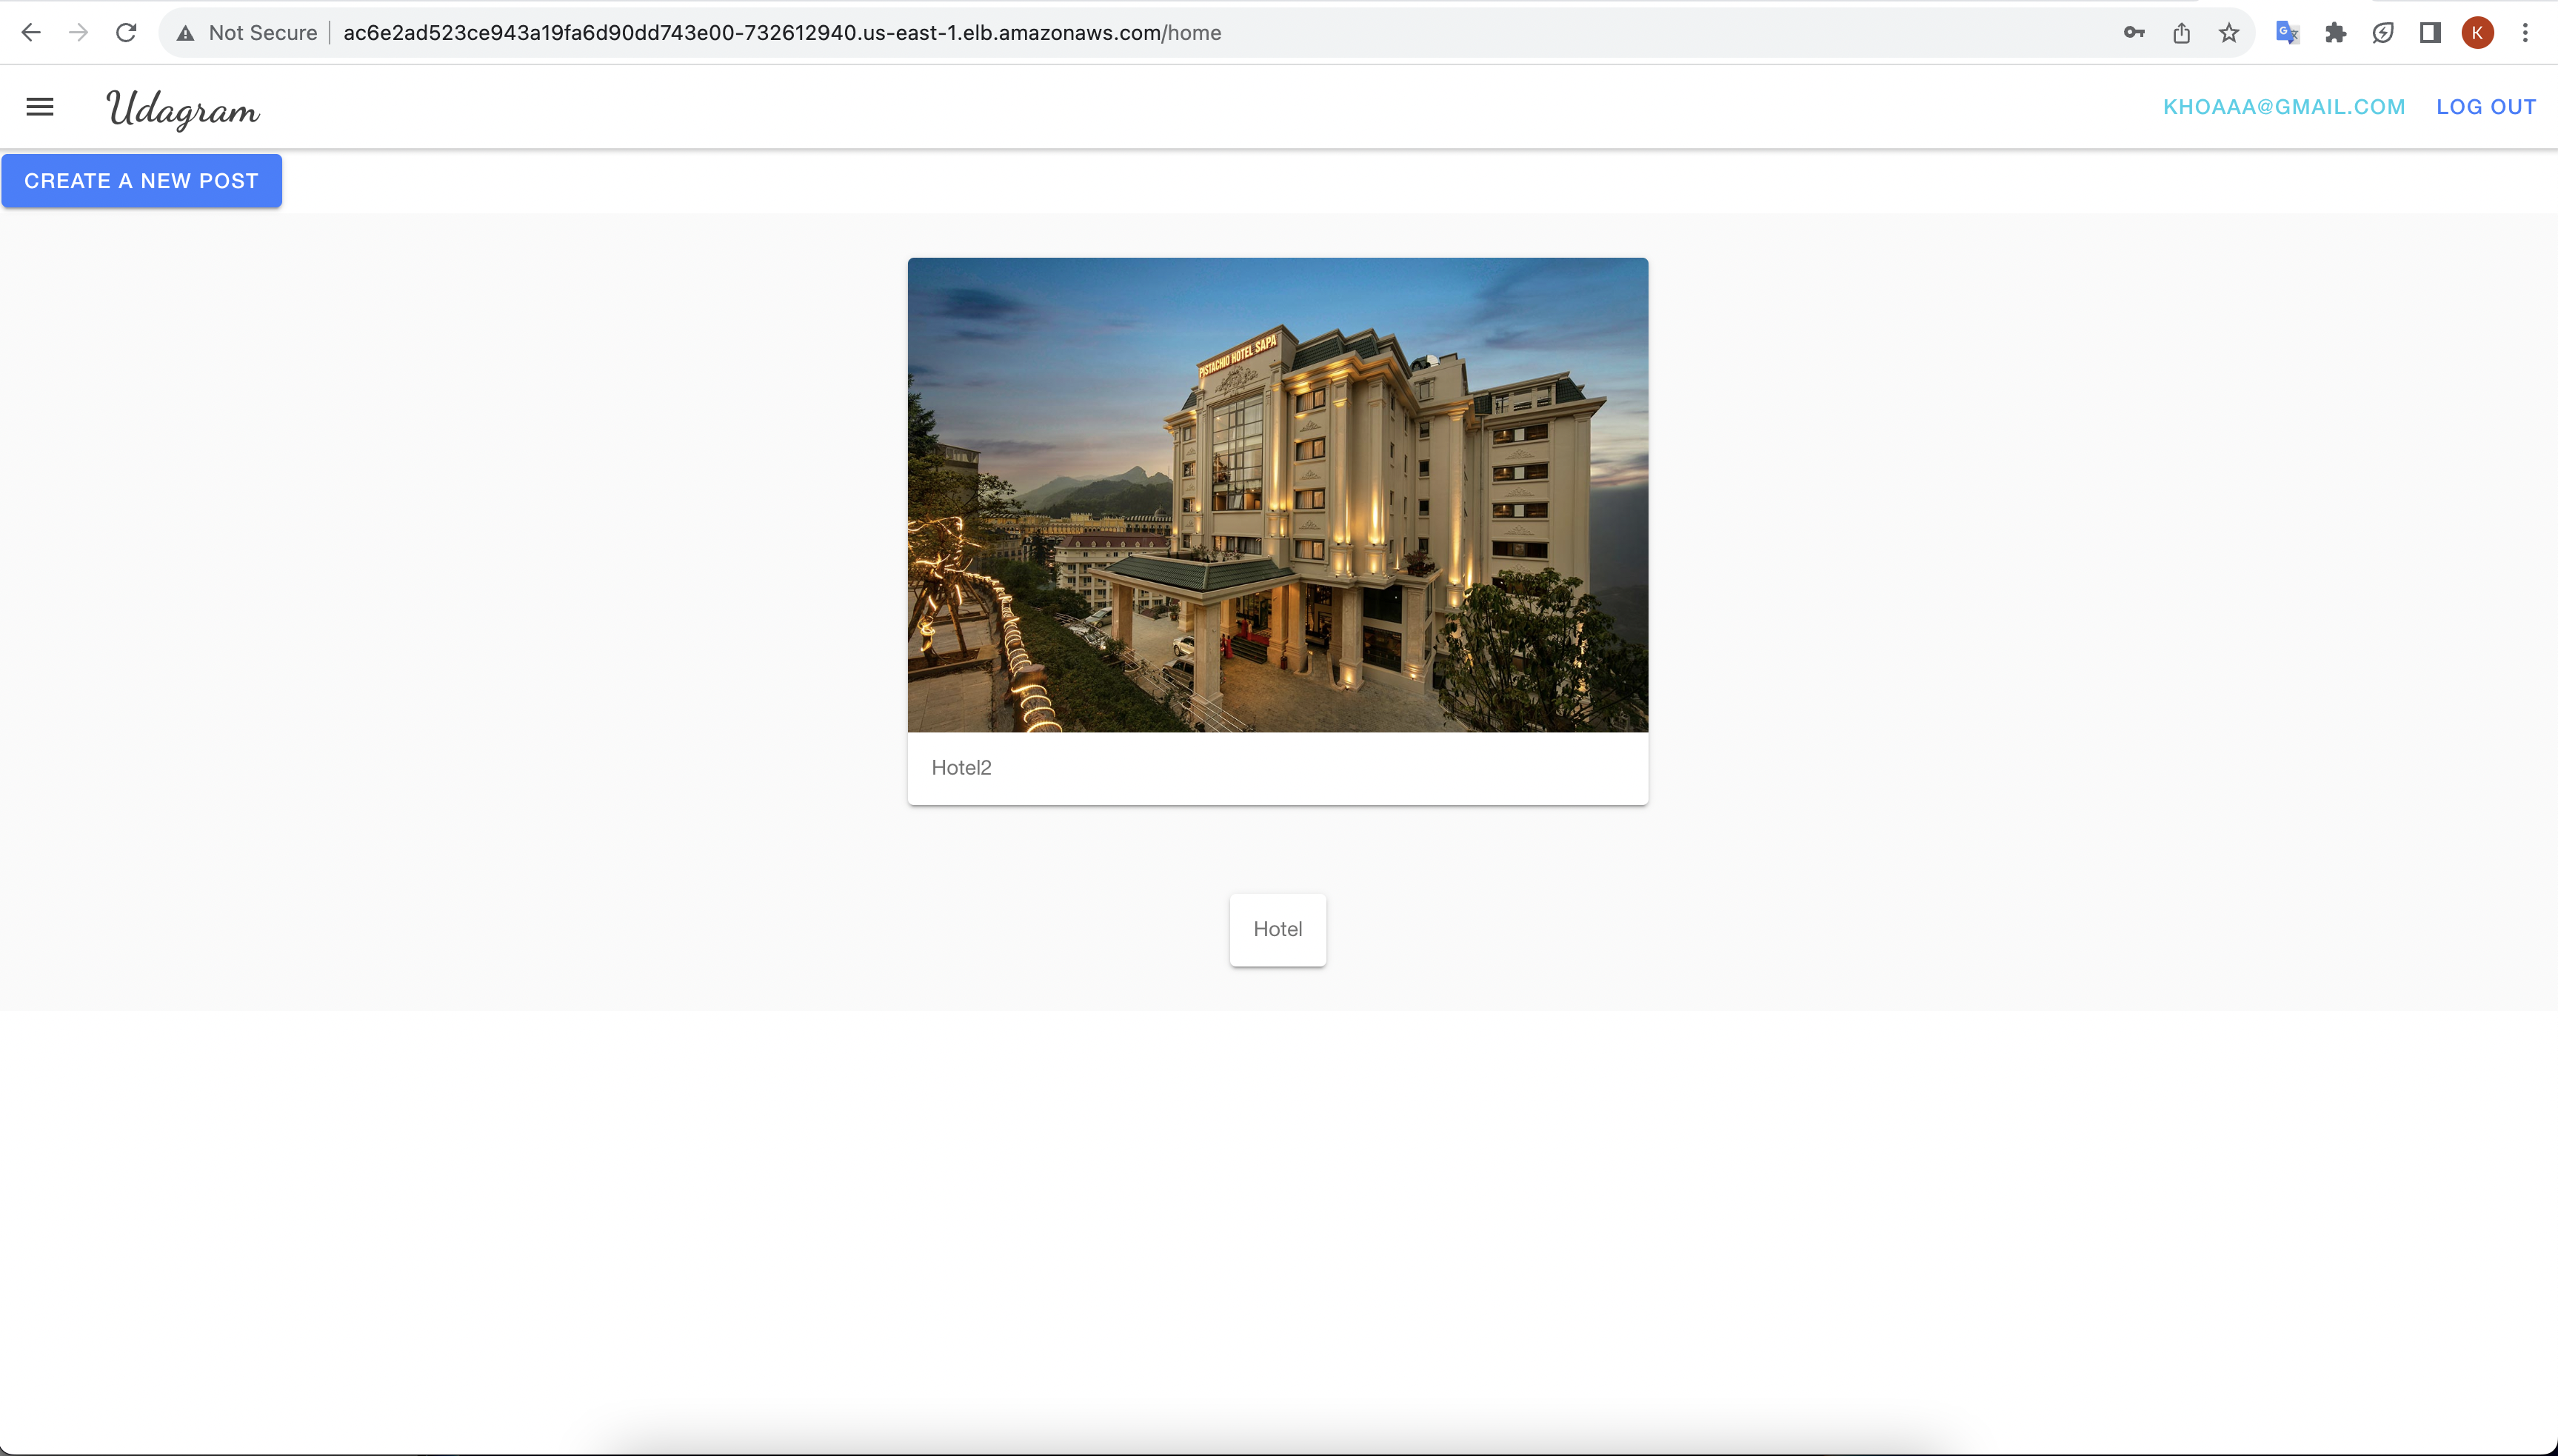 Not Secure ac6e2ad523ce943a19fa6d90dd743e00-732612940.us-east-1.elb.amazonaws.com/home
K
Udagram
KHOAAA@GMAIL.COM LOG OUT
CREATE A NEW POST
PISTACHIO HOTEL SAPA
Hotel2
Hotel